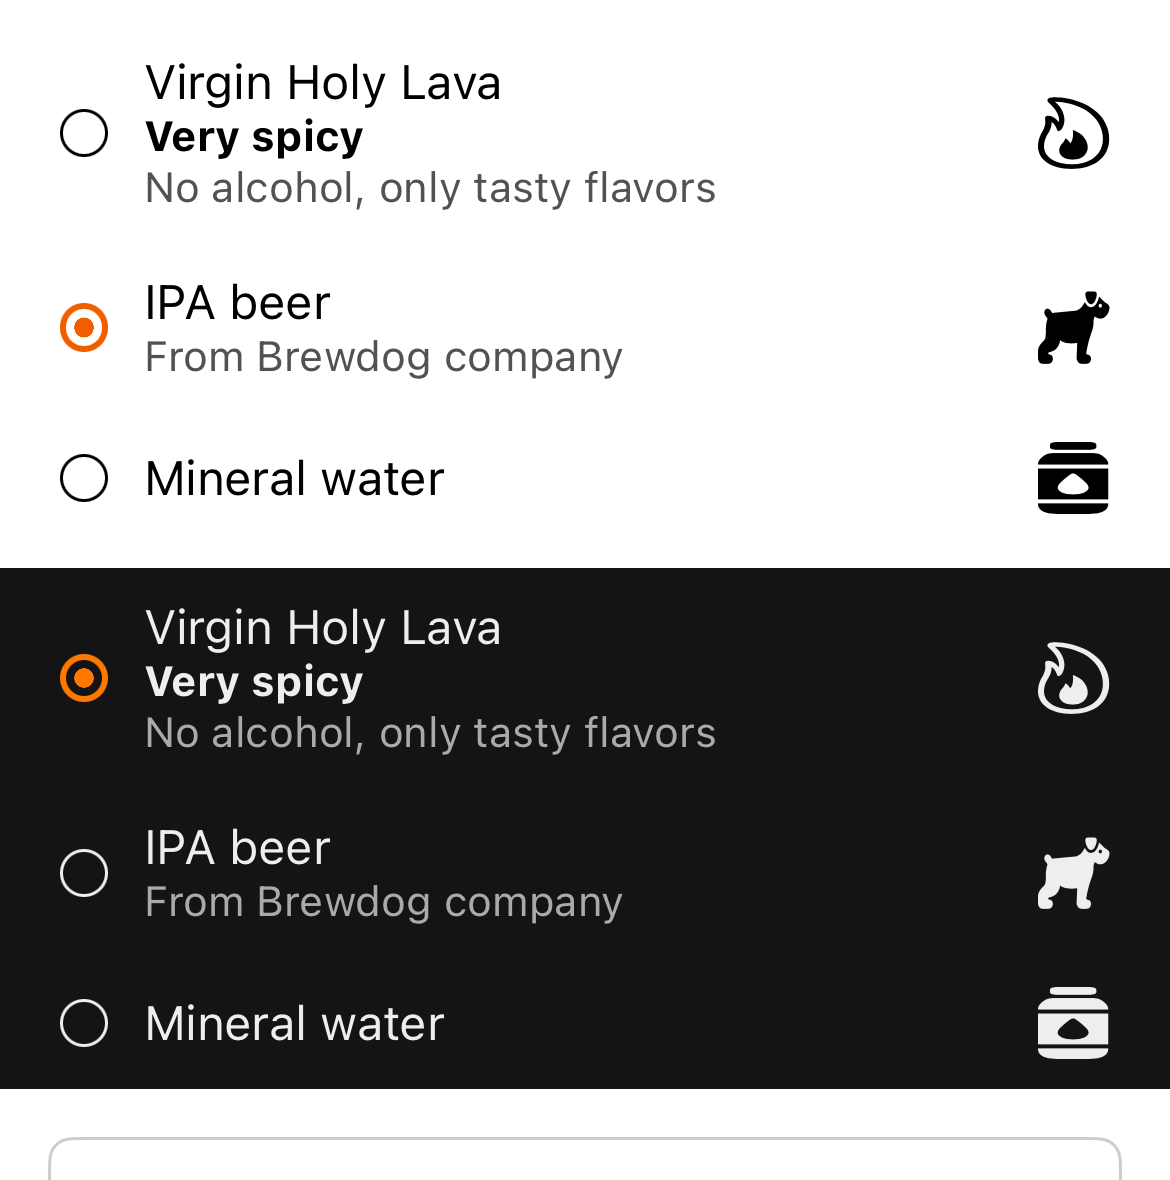 Virgin Holy Lava
Very spicy
No alcohol, only tasty flavors
IPA beer
From Brewdog company
Mineral water
Virgin Holy Lava
Very spicy
No alcohol, only tasty flavors
IPA beer
From Brewdog company
Mineral water